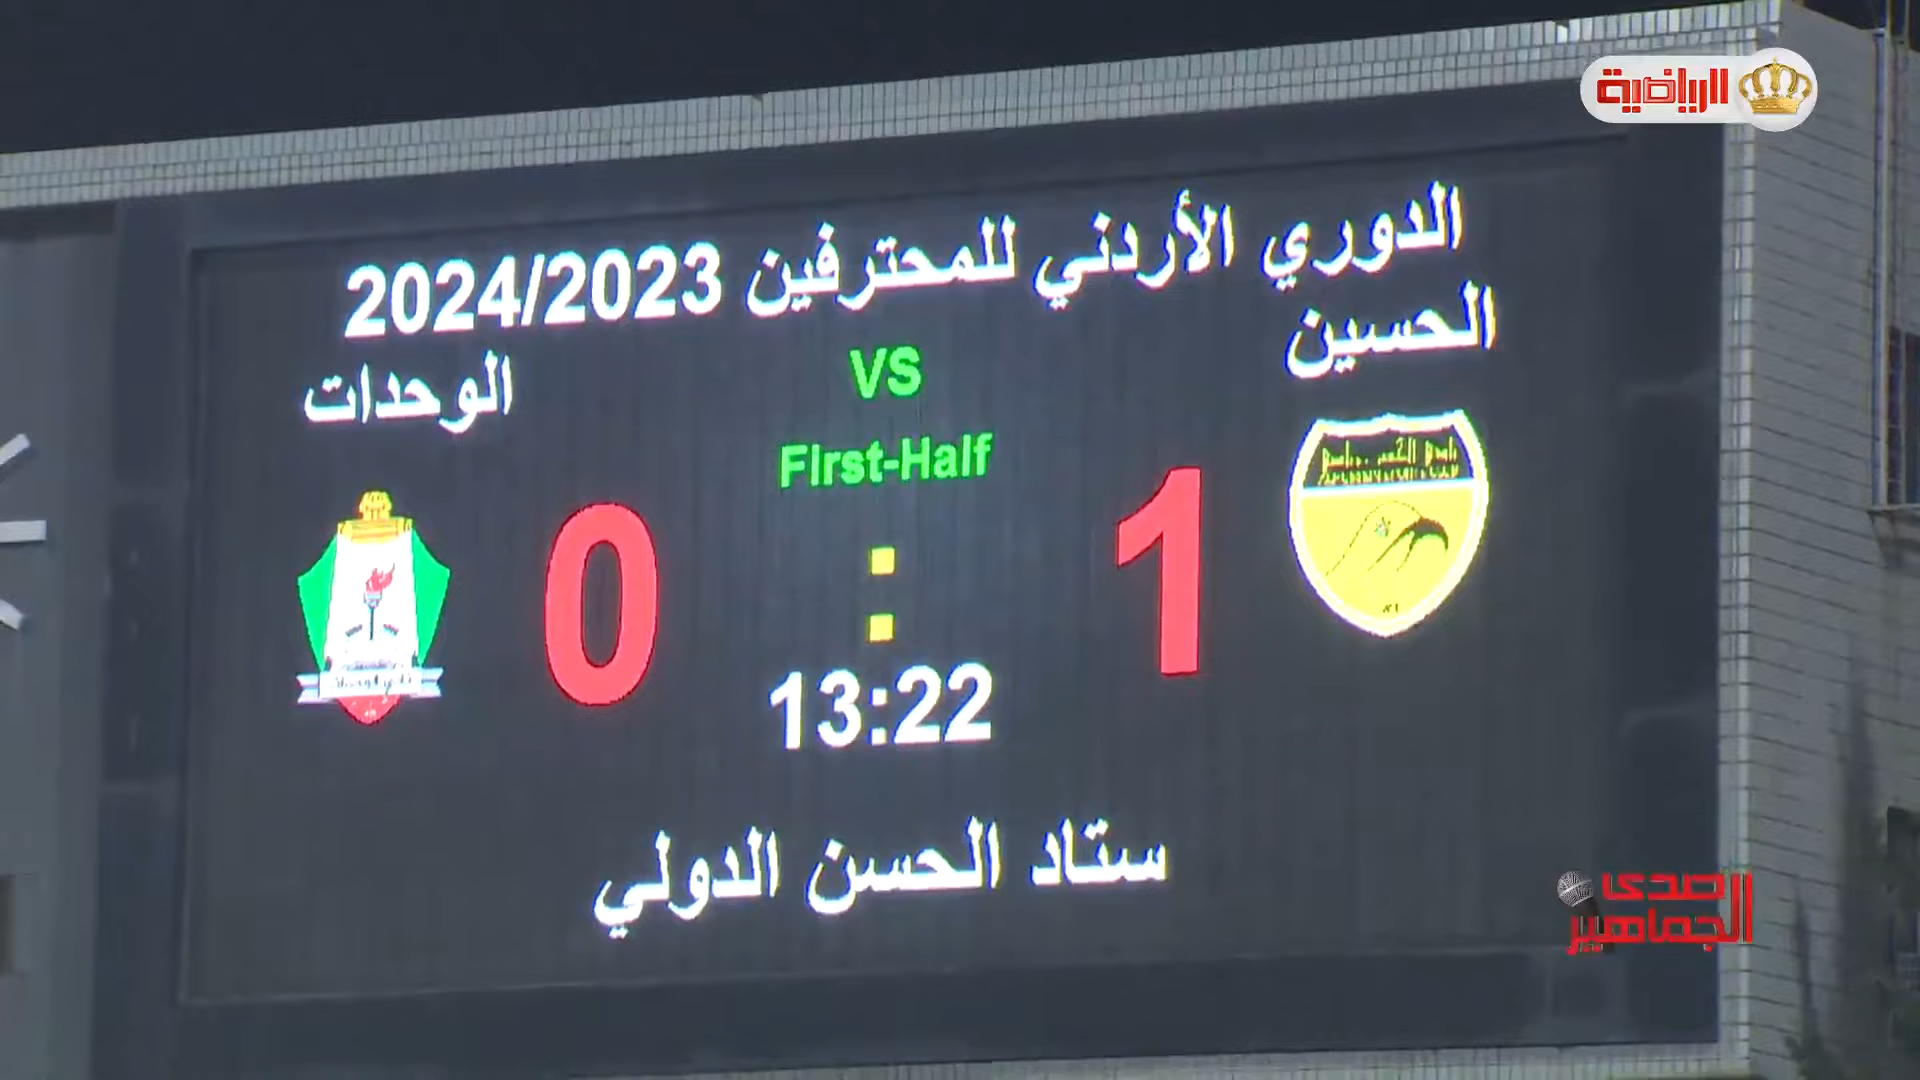 الرياضية
الدوري الأردني للمحترفين 2024/2023
الحسين
VS
الوحدات
First-Half
1 : 0
13:22
ستاد الحسن الدولي
صدى
الجماهير